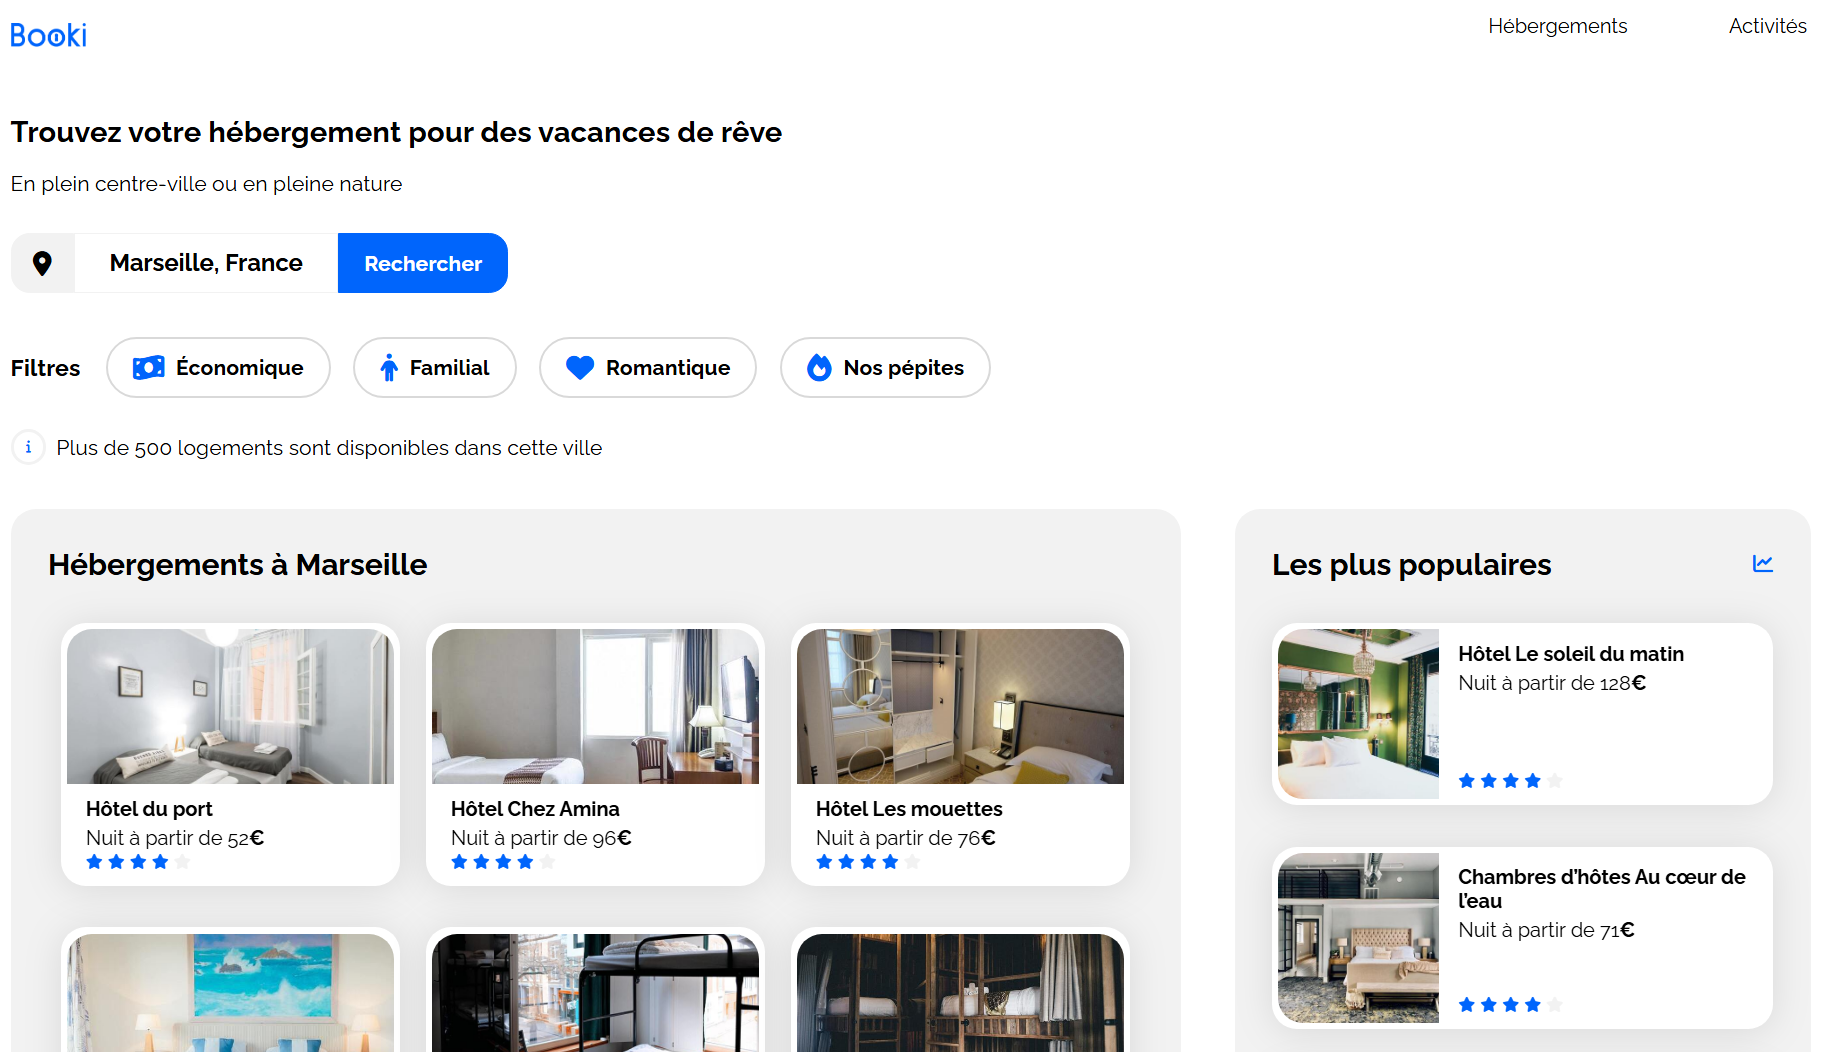 Booki
Hébergements
Activités
Trouvez votre hébergement pour des vacances de rêve
En plein centre-ville ou en pleine nature
Marseille, France
Rechercher
Filtres
Économique
Familial
Romantique
Nos pépites
Plus de 500 logements sont disponibles dans cette ville
Hébergements à Marseille
Hôtel du port
Nuit à partir de 52€
Hôtel Chez Amina
Nuit à partir de 96€
Hôtel Les mouettes
Nuit à partir de 76€
Les plus populaires
Hôtel Le soleil du matin
Nuit à partir de 128€
Chambres d’hôtes Au cœur de
l’eau
Nuit à partir de 71€